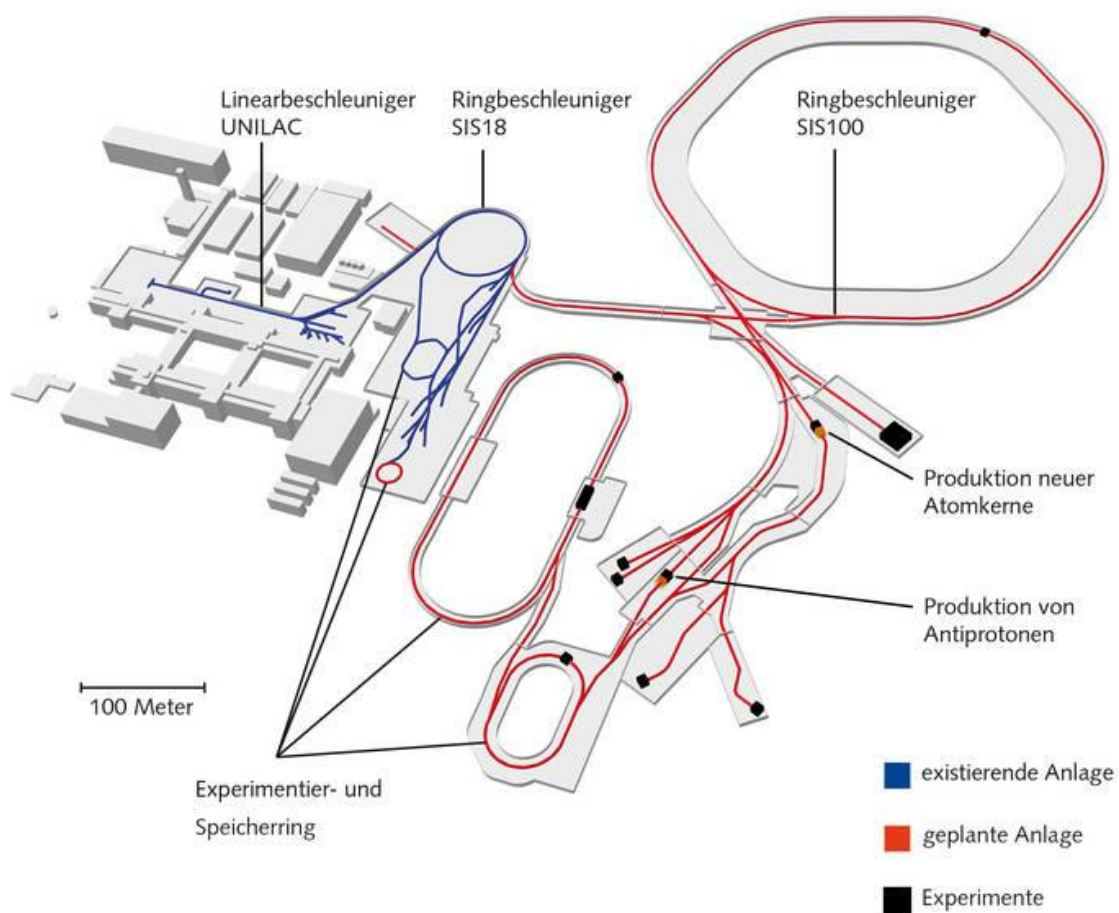 Linearbeschleuniger
UNILAC
Ringbeschleuniger
SIS18
Ringbeschleuniger
SIS100
Produktion neuer
Atomkerne
Produktion von
Antiprotonen
100 Meter
Experimentier- und
Speicherring
existierende Anlage
geplante Anlage
Experimente